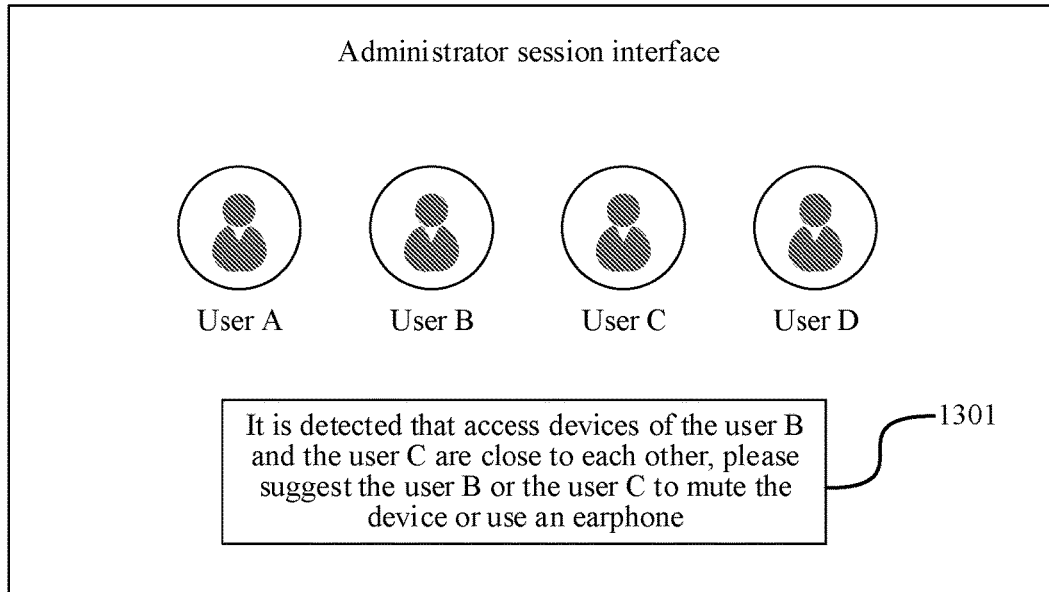 Administrator session interface
User A
User B
User C
User D
It is detected that access devices of the user B
and the user C are close to each other, please
suggest the user B or the user C to mute the
device or use an earphone
1301